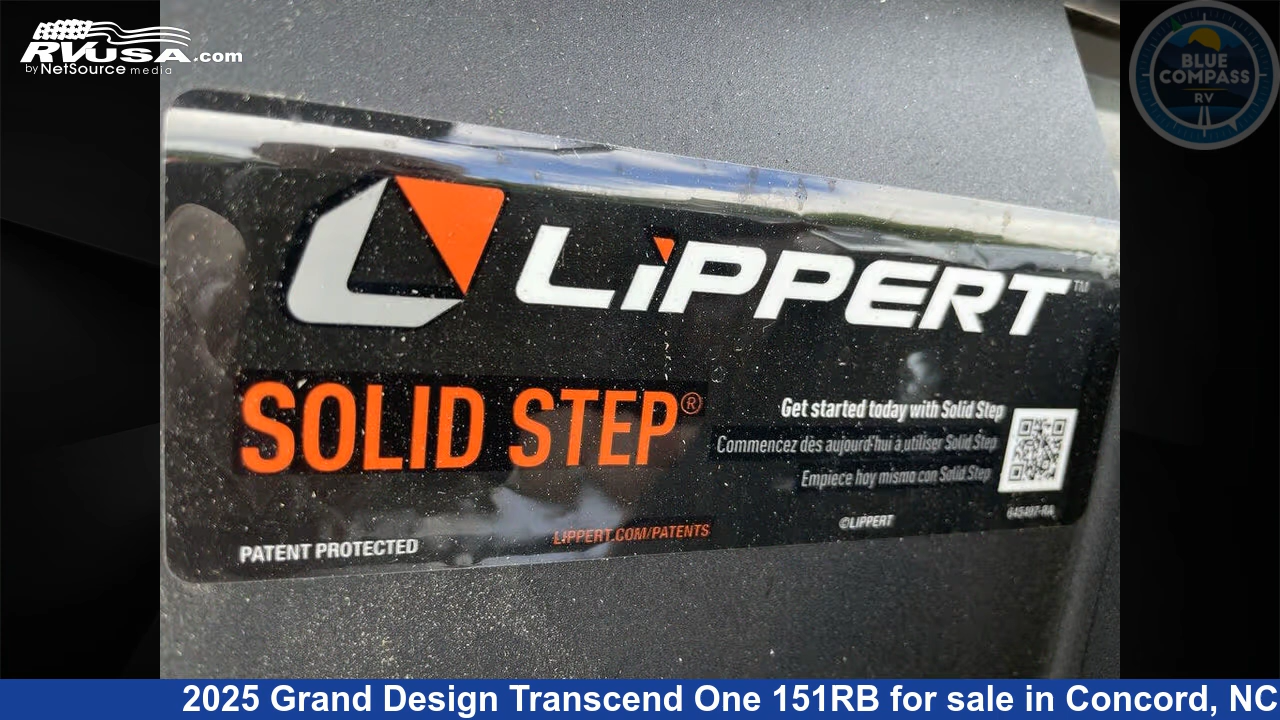 RVUSA.com
by NetSource media
BLUE
COMPASS
RV
LiPPERT™
SOLID STEP®
Get started today with Solid Step
Commencez dès aujourd'hui à utiliser Solid Step
Empiece hoy mismo con Solid Step
©LIPPERT
LIPPERT.COM/PATENTS
PATENT PROTECTED
2025 Grand Design Transcend One 151RB for sale in Concord, NC